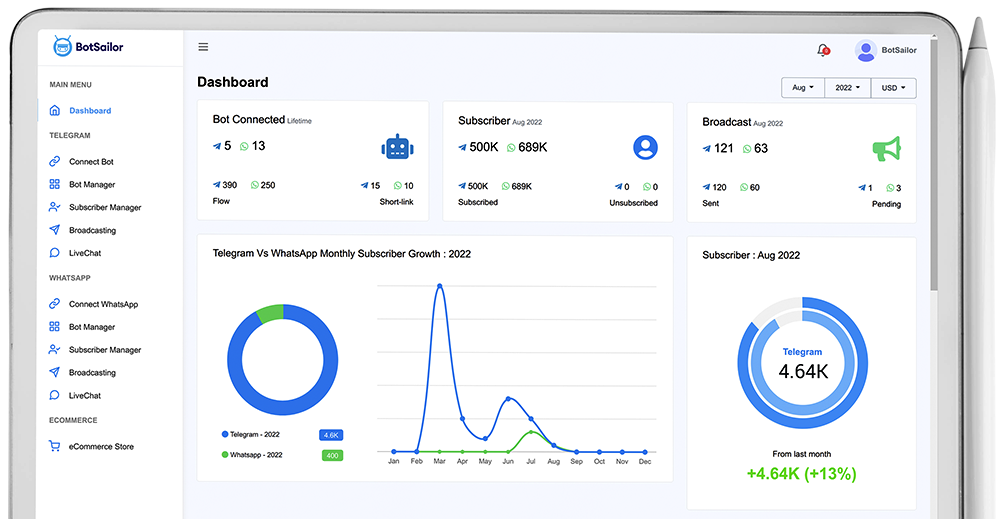 BotSailor
MAIN MENU
Dashboard
TELEGRAM
Connect Bot
Bot Manager
Subscriber Manager
Broadcasting
LiveChat
WHATSAPP
Connect WhatsApp
Bot Manager
Subscriber Manager
Broadcasting
LiveChat
ECOMMERCE
eCommerce Store
BotSailor
Dashboard
Aug 2022 USD
Bot Connected Lifetime
5 13
390 250 15 10
Flow Short-link
Subscriber Aug 2022
500K 689K
500K 689K 0 0
Subscribed Unsubscribed
Broadcast Aug 2022
121 63
120 60 1 3
Sent Pending
Telegram Vs WhatsApp Monthly Subscriber Growth : 2022
Telegram - 2022 4.6K
Whatsapp - 2022 400
Jan Feb Mar Apr May Jun Jul Aug Sep Oct Nov Dec
Subscriber : Aug 2022
Telegram
4.64K
From last month
+4.64K (+13%)